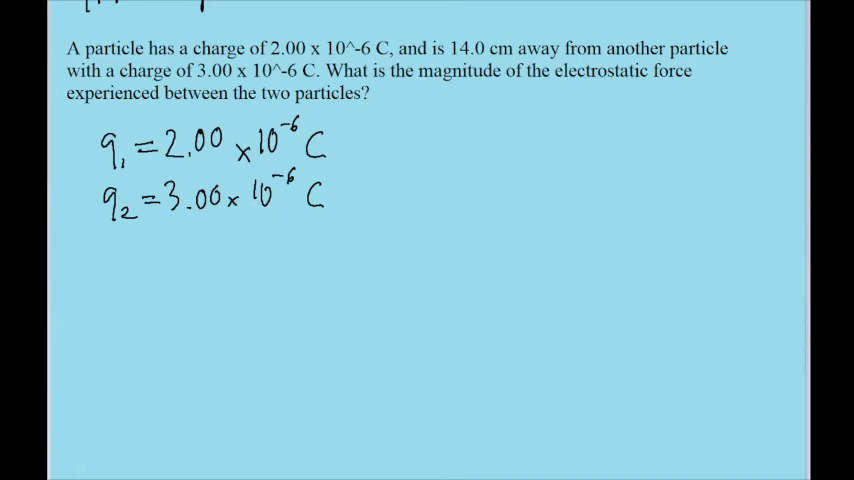 A particle has a charge of 2.00 x 10^-6 C, and is 14.0 cm away from another particle
with a charge of 3.00 x 10^-6 C. What is the magnitude of the electrostatic force
experienced between the two particles?
q₁ = 2.00 × 10⁻⁶ C
q₂ = 3.00 × 10⁻⁶ C